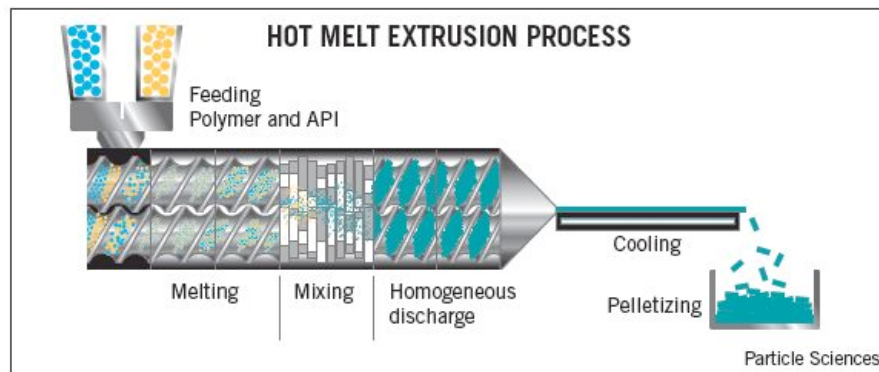 HOT MELT EXTRUSION PROCESS
Feeding
Polymer and API
Melting
Mixing
Homogeneous
discharge
Cooling
Pelletizing
Particle Sciences